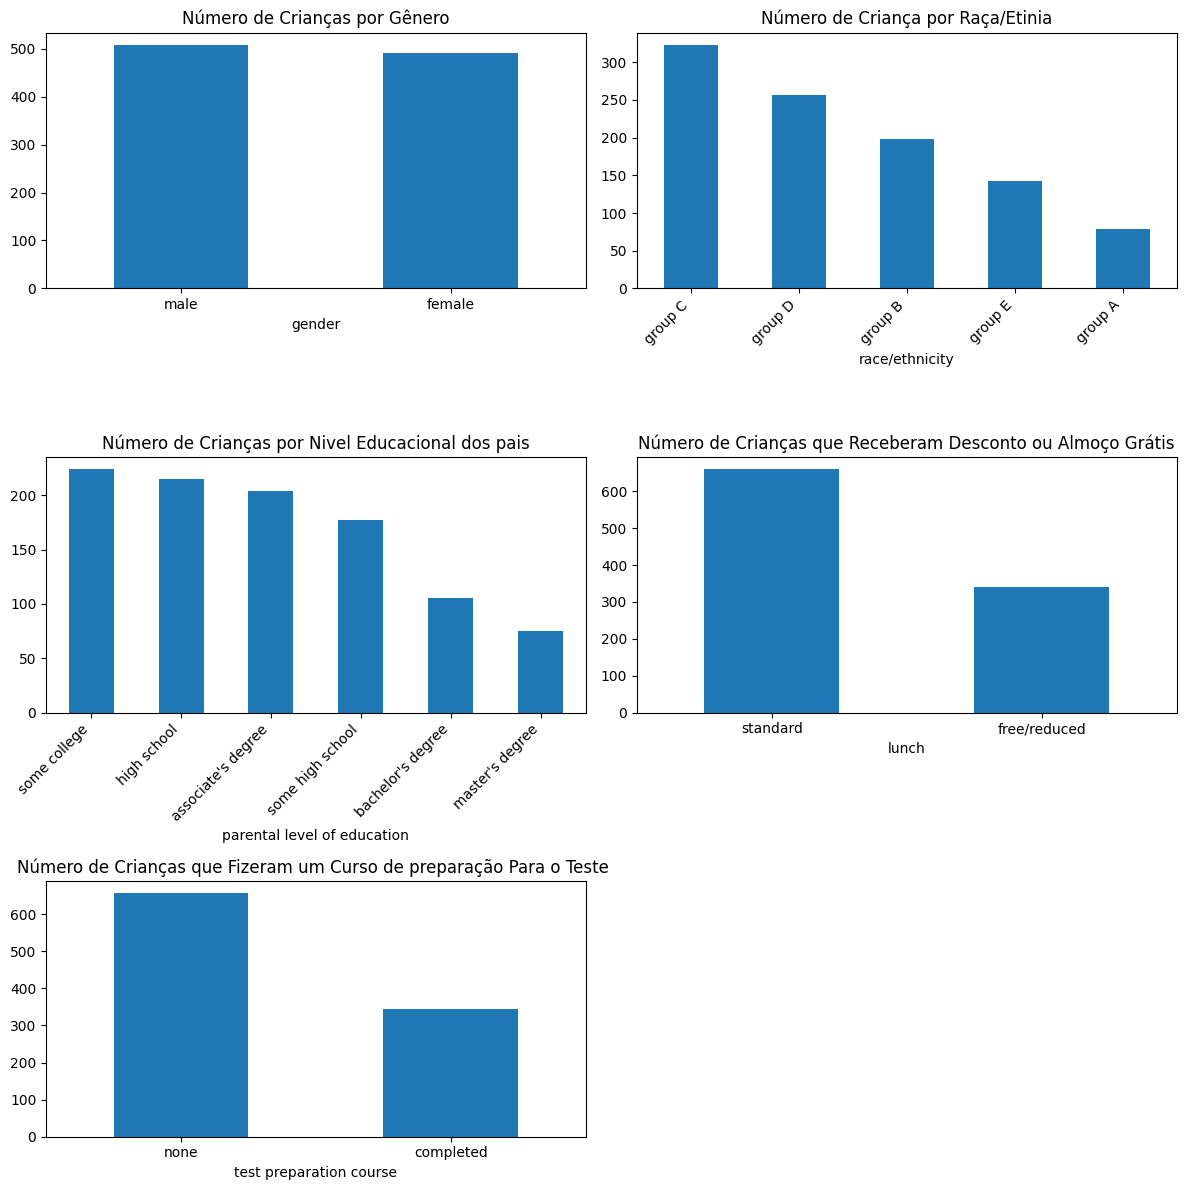 Número de Crianças por Gênero
500
400
300
200
100
0
male
female
gender
Número de Criança por Raça/Etinia
300
250
200
150
100
50
0
group C
group D
group B
group E
group A
race/ethnicity
Número de Crianças por Nivel Educacional dos pais
200
150
100
50
0
some college
high school
associate's degree
some high school
bachelor's degree
master's degree
parental level of education
Número de Crianças que Receberam Desconto ou Almoço Grátis
600
500
400
300
200
100
0
standard
free/reduced
lunch
Número de Crianças que Fizeram um Curso de preparação Para o Teste
600
500
400
300
200
100
0
none
completed
test preparation course